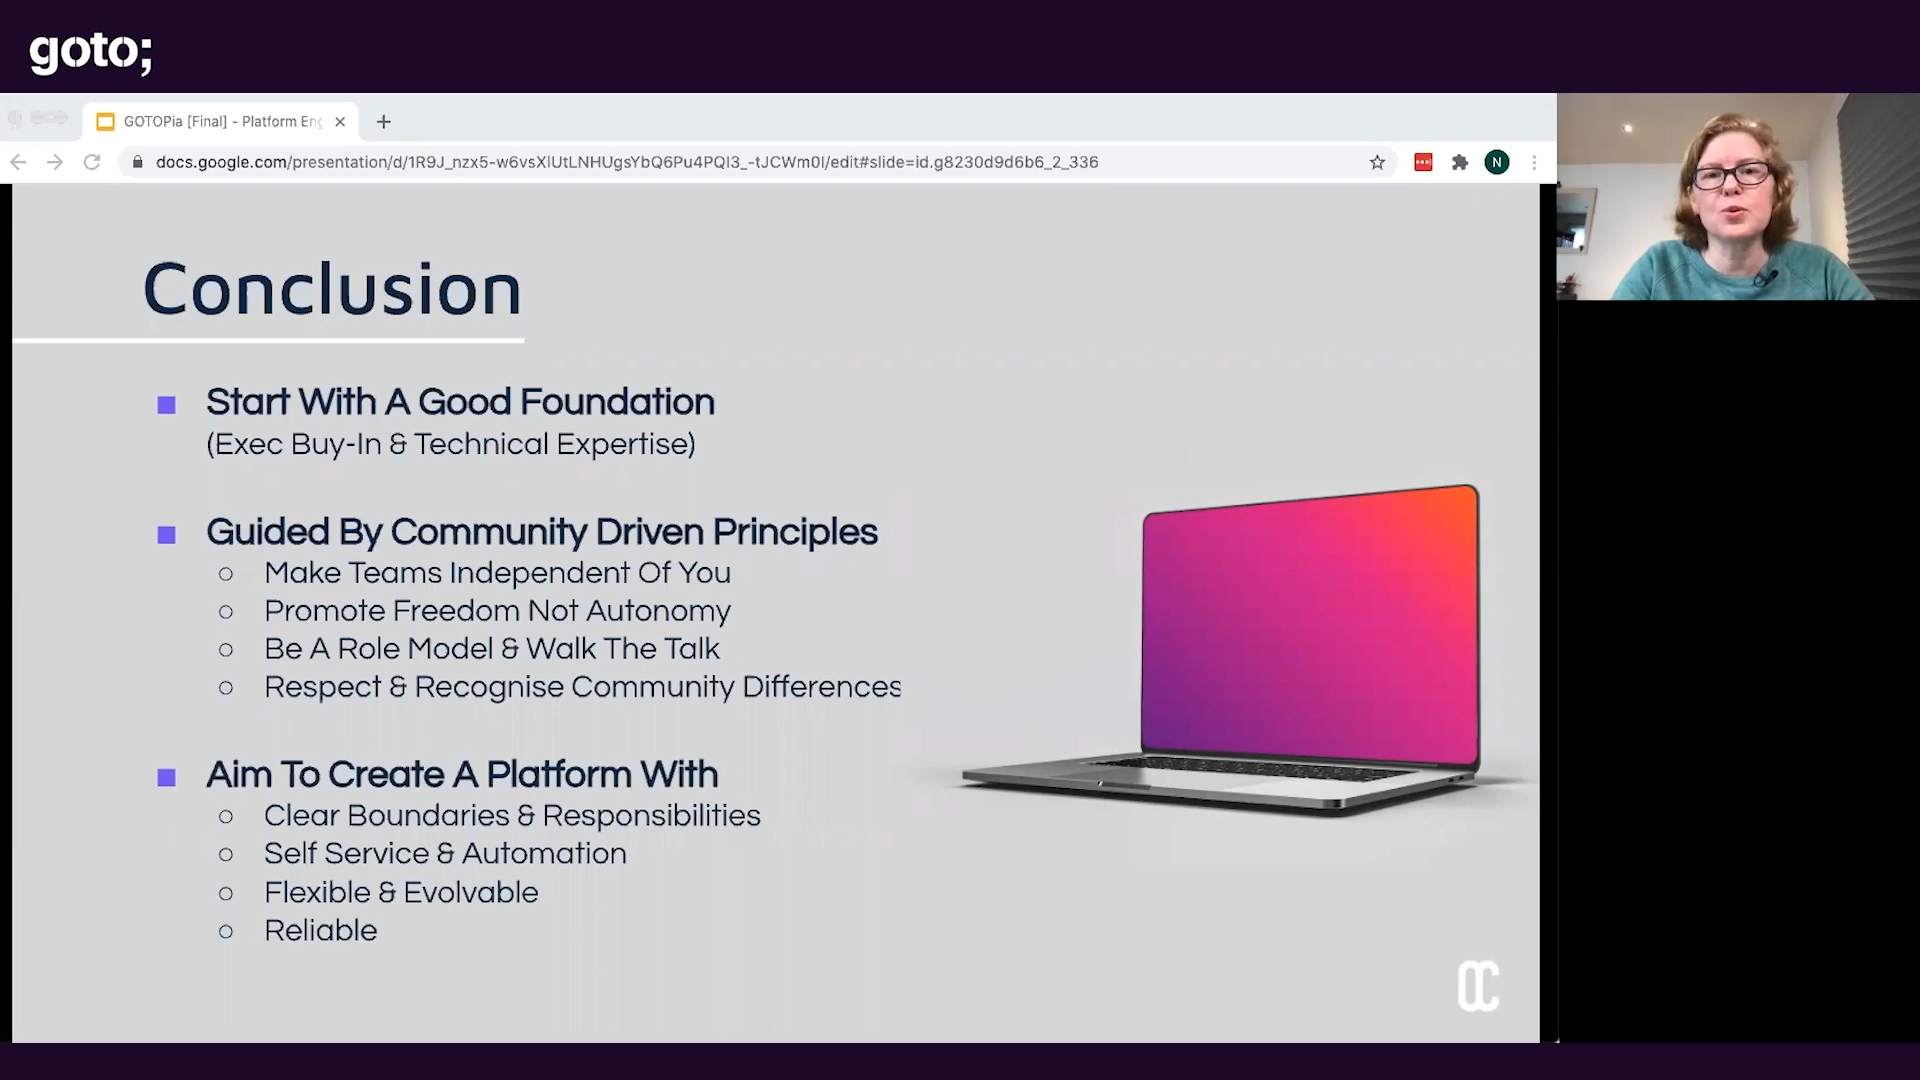 goto;
GOTOPia [Final] - Platform Eng
docs.google.com/presentation/d/1R9J_nzx5-w6vsXlUtLNHUgsYbQ6Pu4PQI3_-tJCWm0I/edit#slide=id.g8230d9d6b6_2_336
N
Conclusion
Start With A Good Foundation
(Exec Buy-In & Technical Expertise)
Guided By Community Driven Principles
Make Teams Independent Of You
Promote Freedom Not Autonomy
Be A Role Model & Walk The Talk
Respect & Recognise Community Differences
Aim To Create A Platform With
Clear Boundaries & Responsibilities
Self Service & Automation
Flexible & Evolvable
Reliable